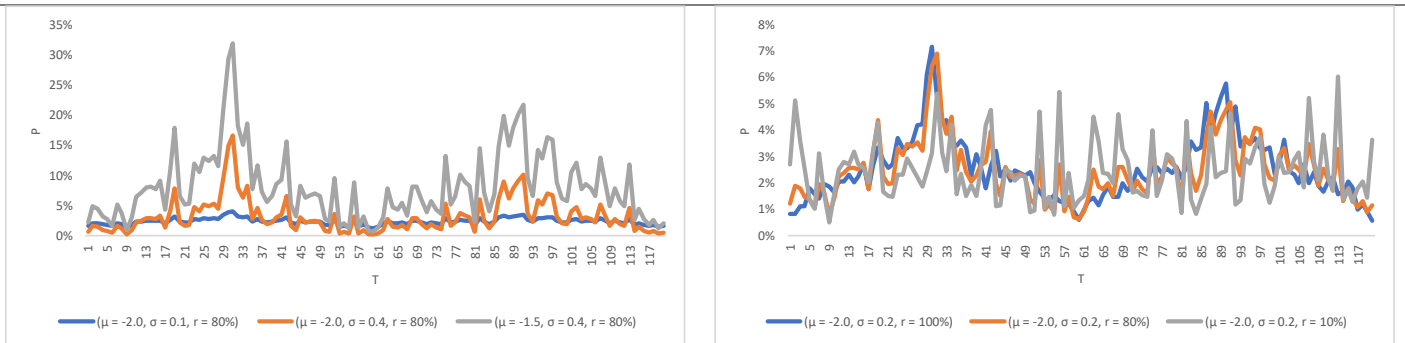 35%
30%
25%
20%
15%
10%
5%
0%
P
1 5 9 13 17 21 25 29 33 37 41 45 49 53 57 61 65 69 73 77 81 85 89 93 97 101 105 109 113 117
T
(μ = -2.0, σ = 0.1, r = 80%) (μ = -2.0, σ = 0.4, r = 80%) (μ = -1.5, σ = 0.4, r = 80%)
8%
7%
6%
5%
4%
3%
2%
1%
0%
P
1 5 9 13 17 21 25 29 33 37 41 45 49 53 57 61 65 69 73 77 81 85 89 93 97 101 105 109 113 117
T
(μ = -2.0, σ = 0.2, r = 100%) (μ = -2.0, σ = 0.2, r = 80%) (μ = -2.0, σ = 0.2, r = 10%)